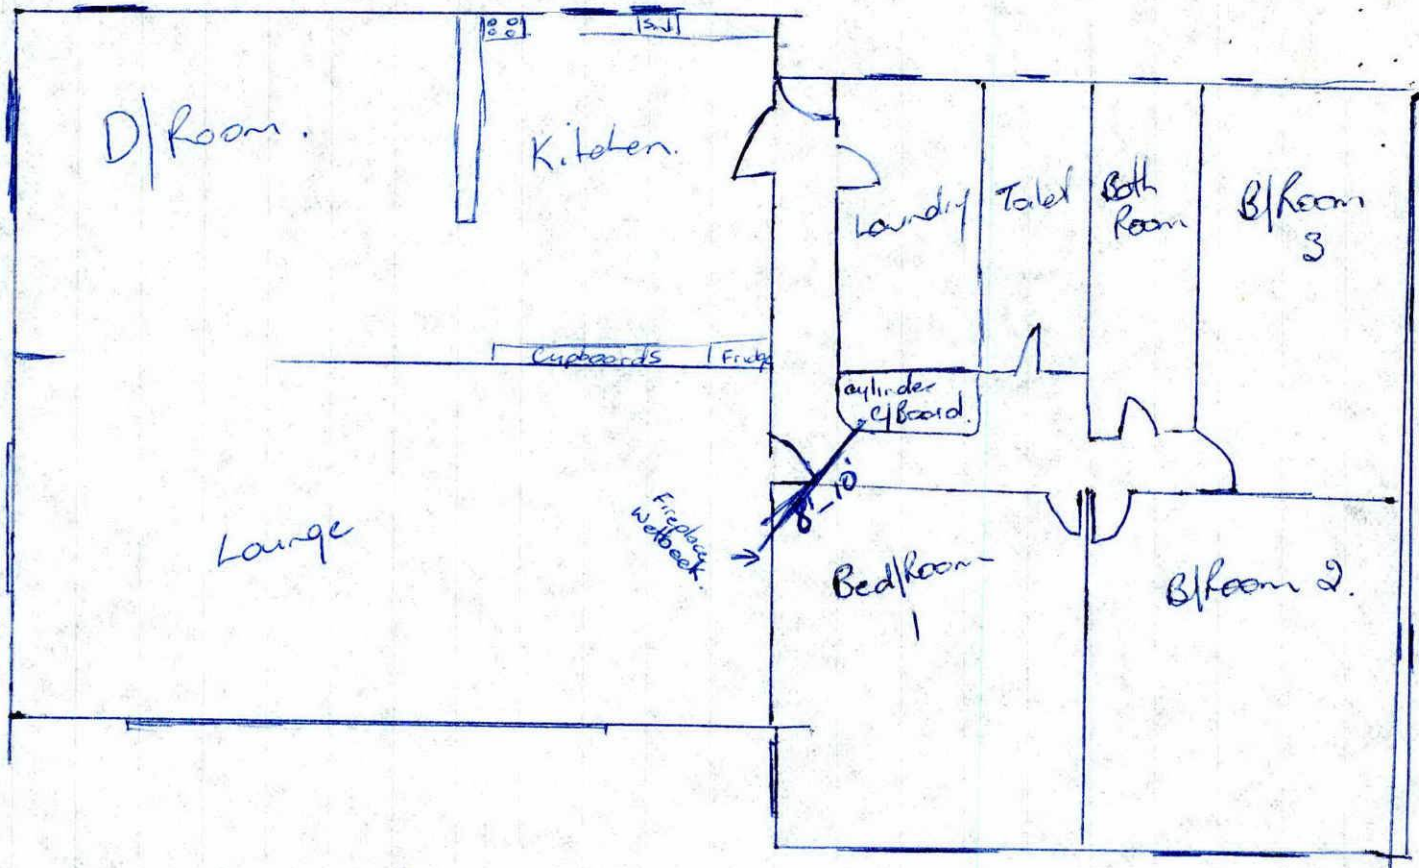 D/Room.
Kitchen.
Laundry
Toilet
Bath
Room
B/Room
3
Cupboards
Fridge
Cylinder
C/Board.
8'-10'
Fireplace
Wetback.
Lounge
Bed/Room
1
B/Room 2.